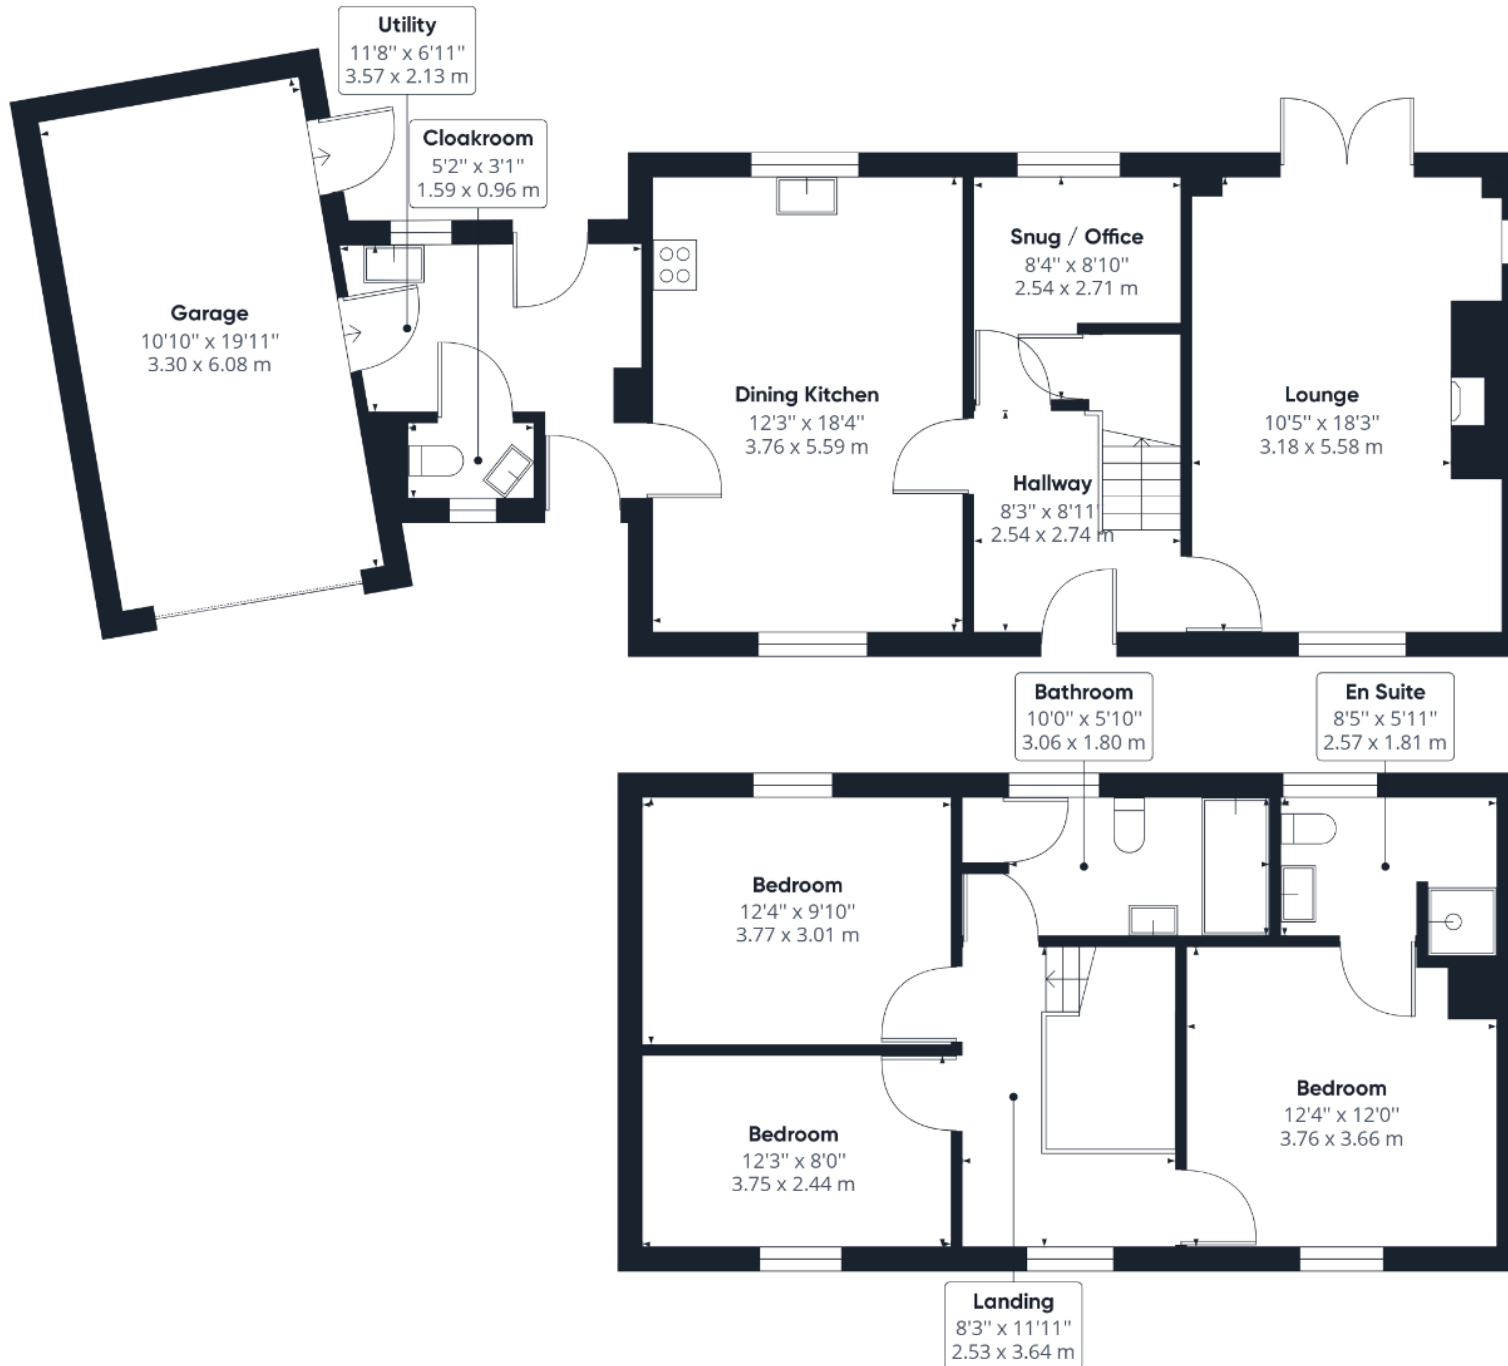 Utility
11'8" x 6'11"
3.57 x 2.13 m
Cloakroom
5'2" x 3'1"
1.59 x 0.96 m
Garage
10'10" x 19'11"
3.30 x 6.08 m
Dining Kitchen
12'3" x 18'4"
3.76 x 5.59 m
Snug / Office
8'4" x 8'10"
2.54 x 2.71 m
Hallway
8'3" x 8'11"
2.54 x 2.74 m
Lounge
10'5" x 18'3"
3.18 x 5.58 m
Bathroom
10'0" x 5'10"
3.06 x 1.80 m
En Suite
8'5" x 5'11"
2.57 x 1.81 m
Bedroom
12'4" x 9'10"
3.77 x 3.01 m
Bedroom
12'3" x 8'0"
3.75 x 2.44 m
Bedroom
12'4" x 12'0"
3.76 x 3.66 m
Landing
8'3" x 11'11"
2.53 x 3.64 m